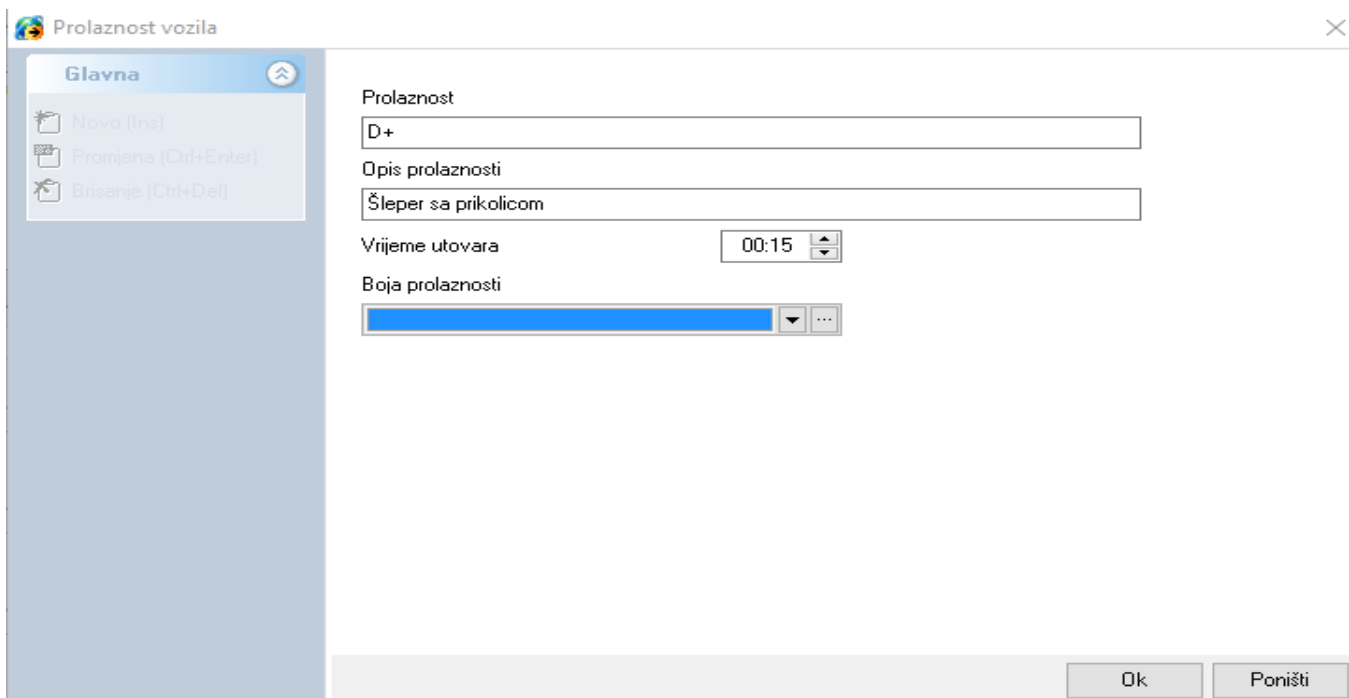 Prolaznost vozila
Glavna
Novo (Ins)
Promjena (Ctrl+Enter)
Brisanje (Ctrl+Del)
Prolaznost
D+
Opis prolaznosti
Šleper sa prikolicom
Vrijeme utovara 00:15
Boja prolaznosti
Ok Poništi